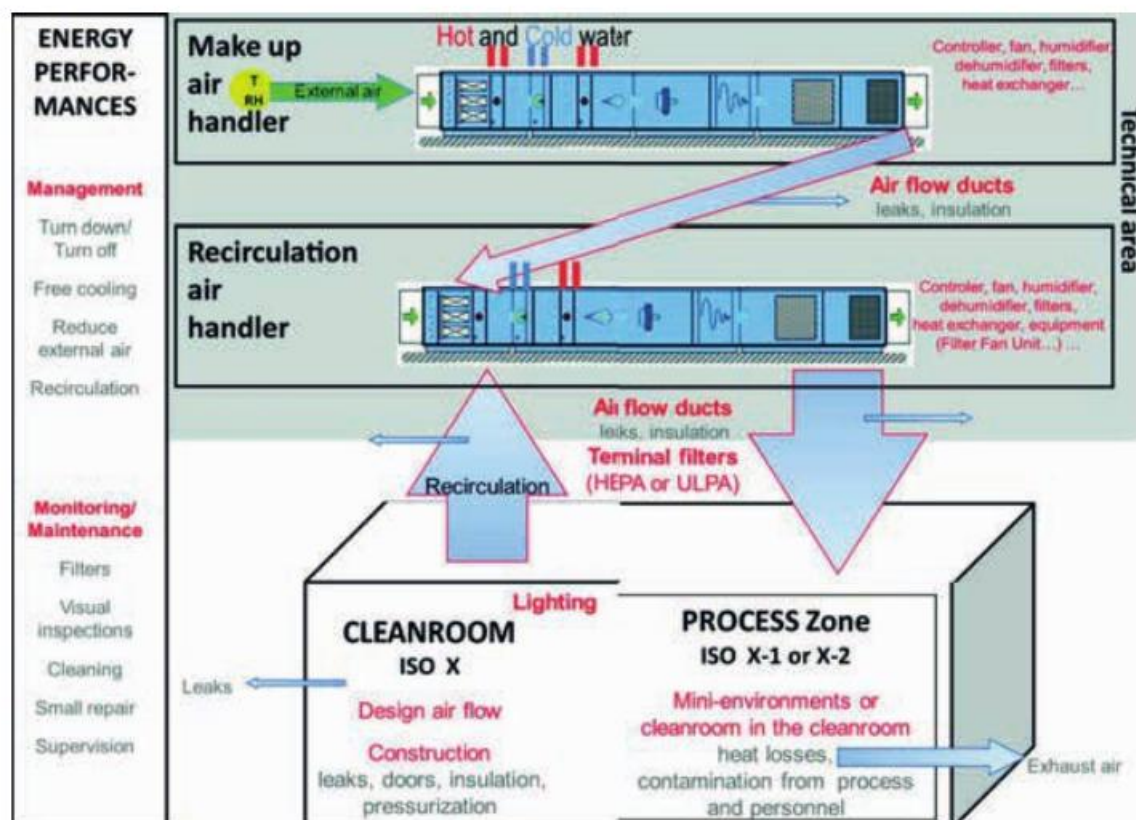 ENERGY
PERFOR-
MANCES
Management
Turn down/
Turn off
Free cooling
Reduce
external air
Recirculation
Monitoring/
Maintenance
Filters
Visual
inspections
Cleaning
Small repair
Supervision
Make up
air
handler
T
RH
External air
Hot and Cold water
Controller, fan, humidifier,
dehumidifier, filters,
heat exchanger...
Technical area
Air flow ducts
leaks, insulation
Recirculation
air
handler
Controler, fan, humidifier,
dehumidifier, filters,
heat exchanger, equipment
(Filter Fan Unit...) ...
Air flow ducts
leaks, insulation
Terminal filters
(HEPA or ULPA)
Recirculation
Lighting
CLEANROOM
ISO X
Design air flow
Construction
leaks, doors, insulation,
pressurization
Leaks
PROCESS Zone
ISO X-1 or X-2
Mini-environments or
cleanroom in the cleanroom
heat losses,
contamination from process
and personnel
Exhaust air